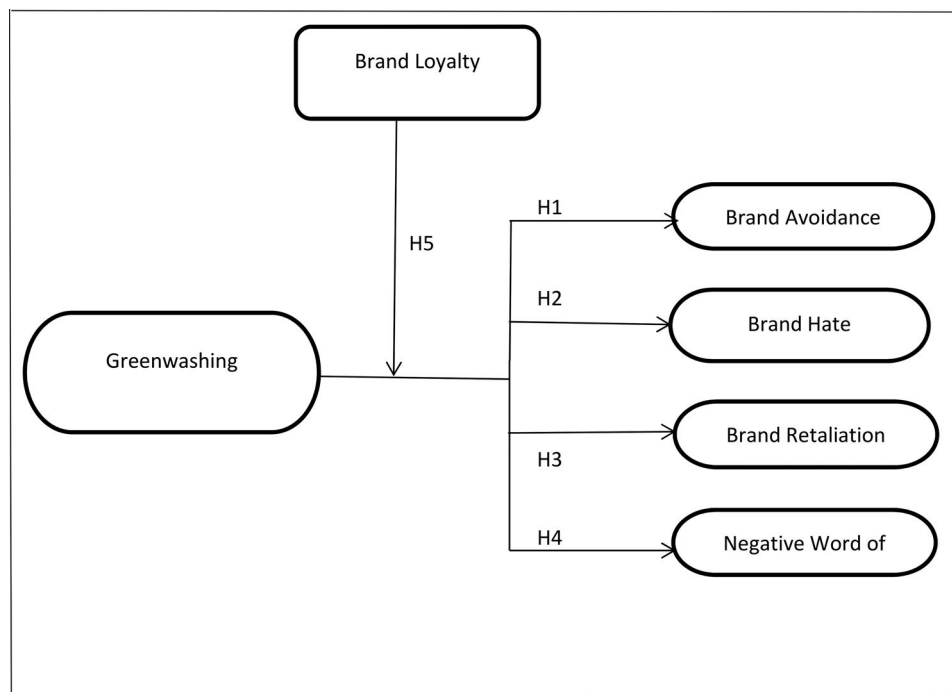 Brand Loyalty
H1
Brand Avoidance
H5
H2
Brand Hate
Greenwashing
Brand Retaliation
H3
H4
Negative Word of